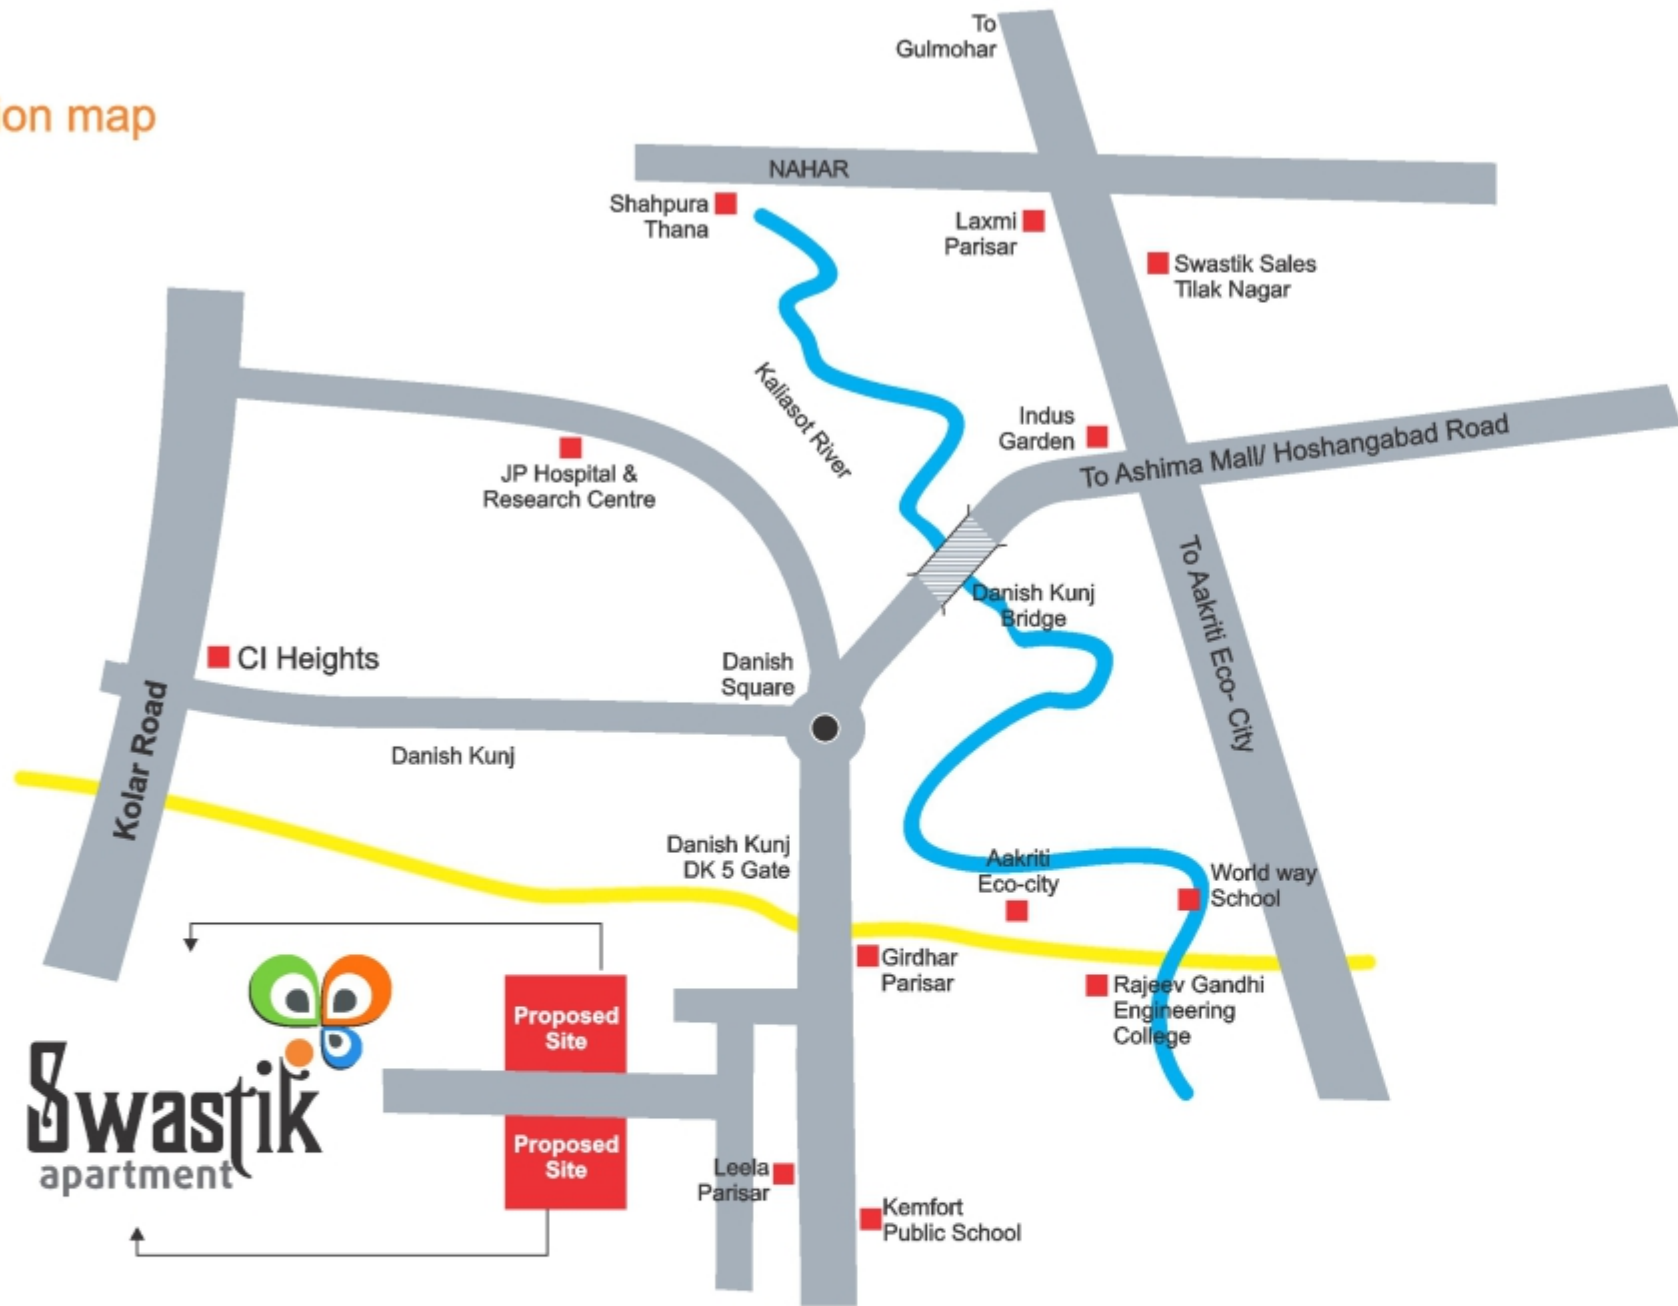 To
Gulmohar
ion map
NAHAR
Shahpura
Thana
Laxmi
Parisar
Swastik Sales
Tilak Nagar
Kaliasot River
Indus
Garden
To Ashima Mall/ Hoshangabad Road
JP Hospital &
Research Centre
To Aakriti Eco- City
Danish Kunj
Bridge
CI Heights
Danish
Square
Kolar Road
Danish Kunj
Danish Kunj
DK 5 Gate
Aakriti
Eco-city
World way
School
Girdhar
Parisar
Rajeev Gandhi
Engineering
College
Proposed
Site
Swastik
apartment
Proposed
Site
Leela
Parisar
Kemfort
Public School